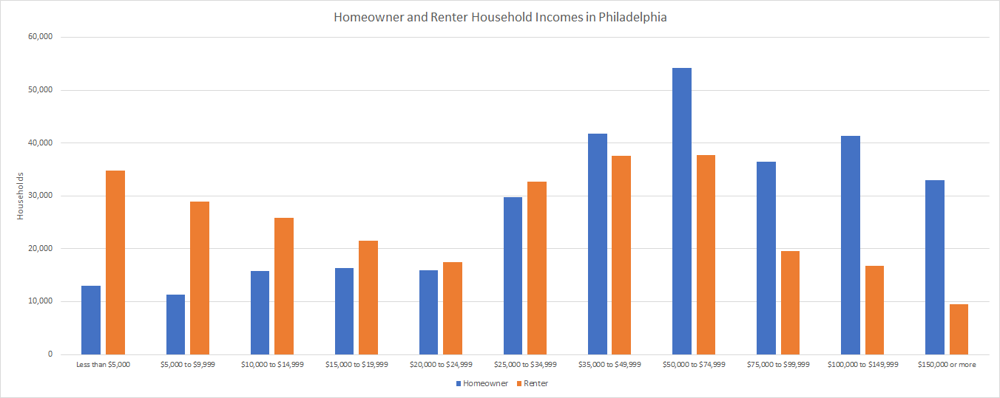 Homeowner and Renter Household Incomes in Philadelphia
60,000
50,000
40,000
30,000
20,000
10,000
0
Households
Less than $5,000
$5,000 to $9,999
$10,000 to $14,999
$15,000 to $19,999
$20,000 to $24,999
$25,000 to $34,999
$35,000 to $49,999
$50,000 to $74,999
$75,000 to $99,999
$100,000 to $149,999
$150,000 or more
Homeowner
Renter